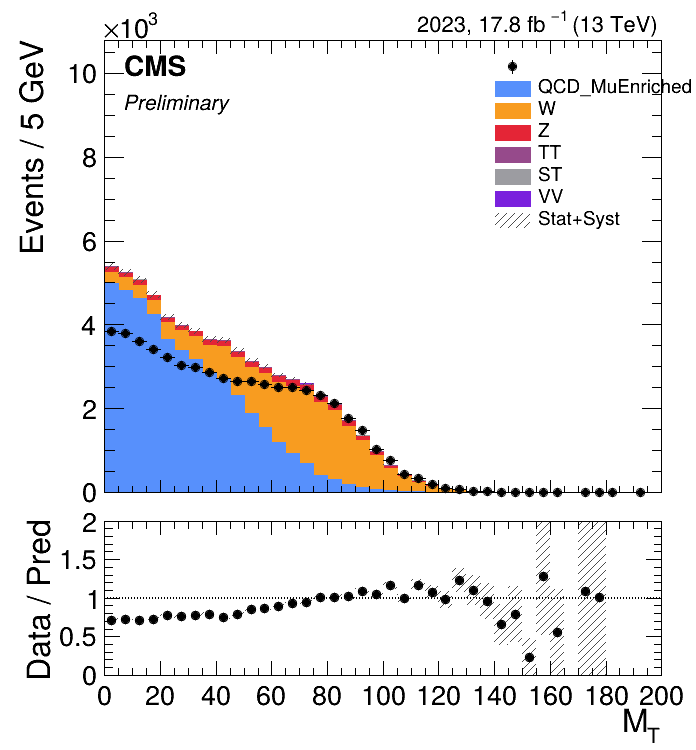 ×10³
2023, 17.8 fb⁻¹ (13 TeV)
CMS
Preliminary
QCD_MuEnriched
W
Z
TT
ST
VV
Stat+Syst
Events / 5 GeV
10
8
6
4
2
0
Data / Pred
2
1.5
1
0.5
0
0 20 40 60 80 100 120 140 160 180 200
M_T